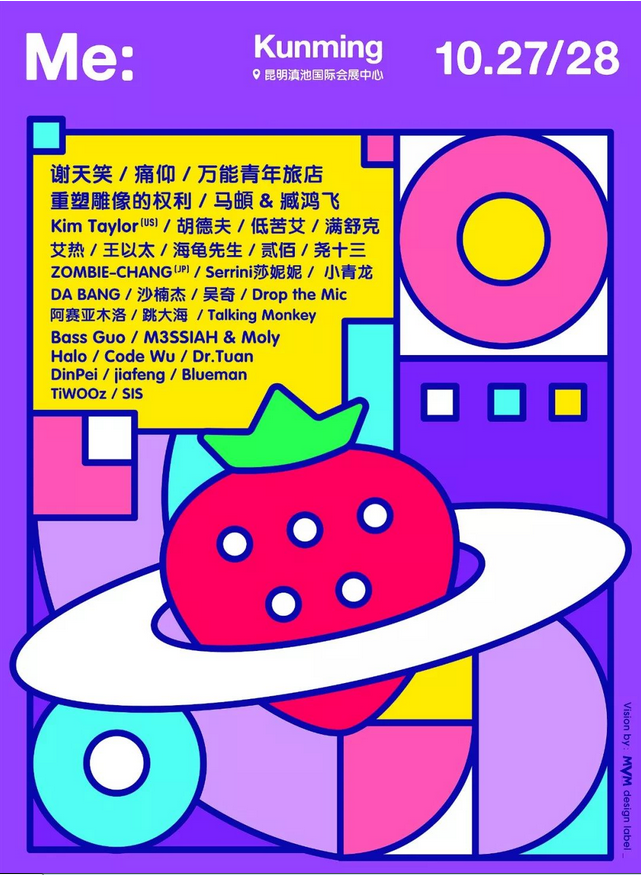 Me:
Kunming
昆明滇池国际会展中心
10.27/28
谢天笑 / 痛仰 / 万能青年旅店
重塑雕像的权利 / 马頔 & 臧鸿飞
Kim Taylor(US) / 胡德夫 / 低苦艾 / 满舒克
艾热 / 王以太 / 海龟先生 / 贰佰 / 尧十三
ZOMBIE-CHANG(JP) / Serrini莎妮妮 / 小青龙
DA BANG / 沙楠杰 / 吴奇 / Drop the Mic
阿赛亚木洛 / 跳大海 / Talking Monkey
Bass Guo / M3SSIAH & Moly
Halo / Code Wu / Dr.Tuan
DinPei / jiafeng / Blueman
TiWOOz / SIS
Vision by: MVM design label